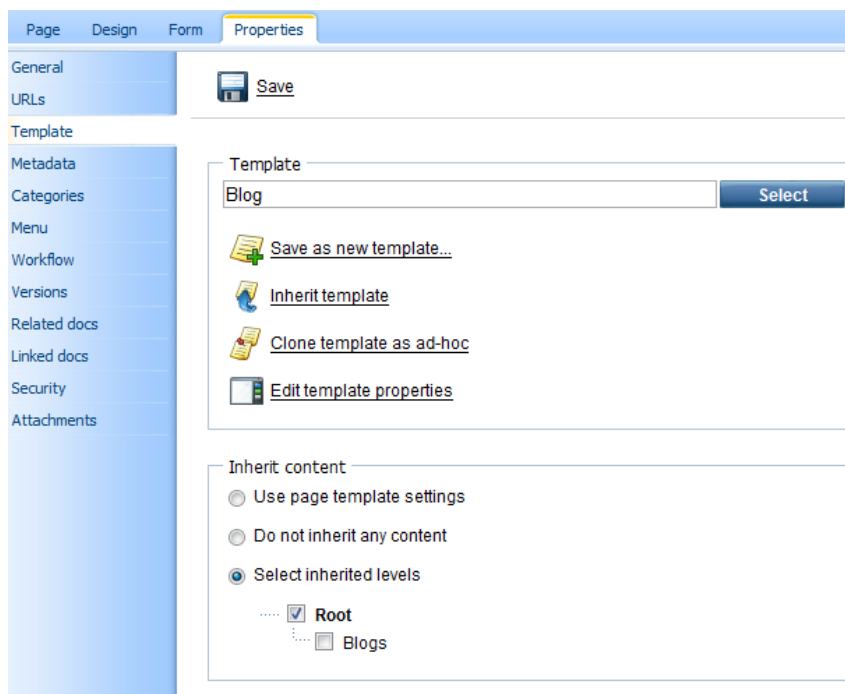 Page Design Form Properties
General
URLs
Template
Metadata
Categories
Menu
Workflow
Versions
Related docs
Linked docs
Security
Attachments
Save
Template
Blog Select
Save as new template...
Inherit template
Clone template as ad-hoc
Edit template properties
Inherit content
Use page template settings
Do not inherit any content
Select inherited levels
Root
Blogs